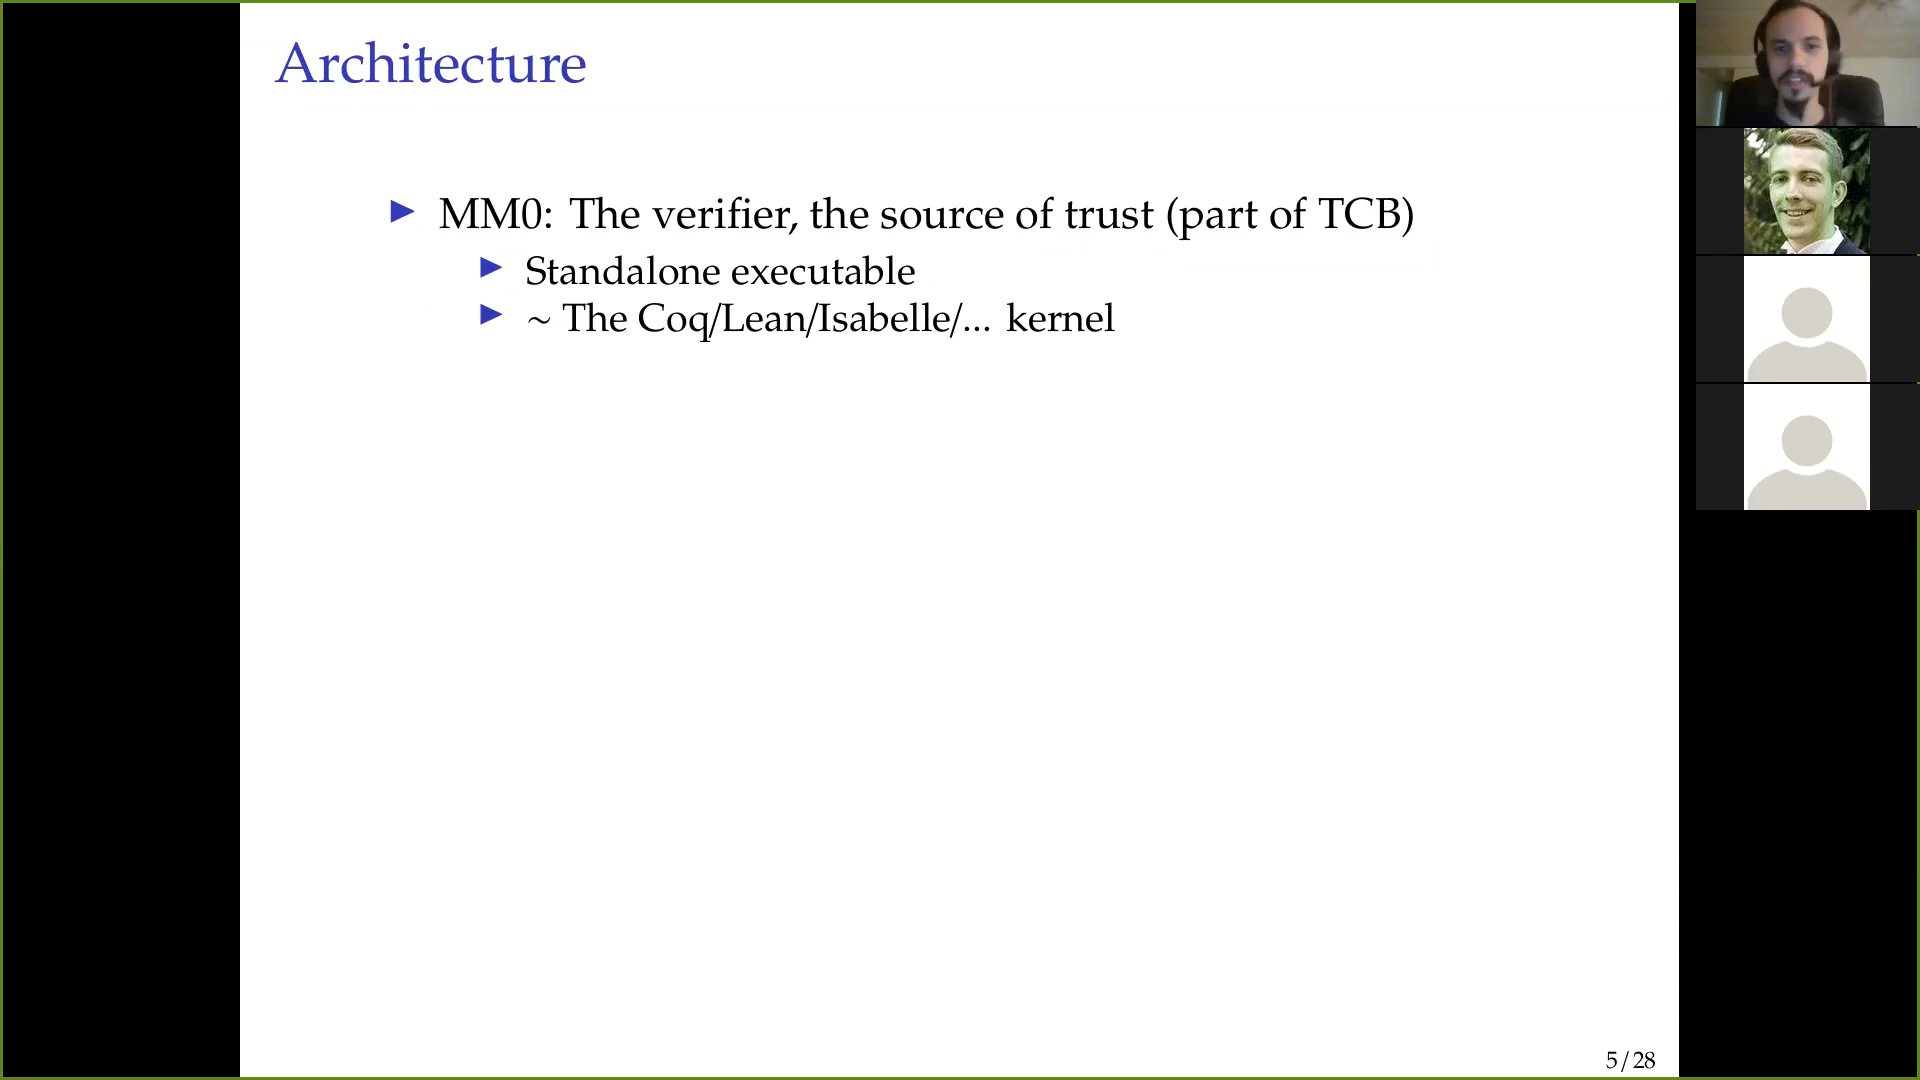 Architecture
MM0: The verifier, the source of trust (part of TCB)
Standalone executable
~ The Coq/Lean/Isabelle/... kernel
5/28